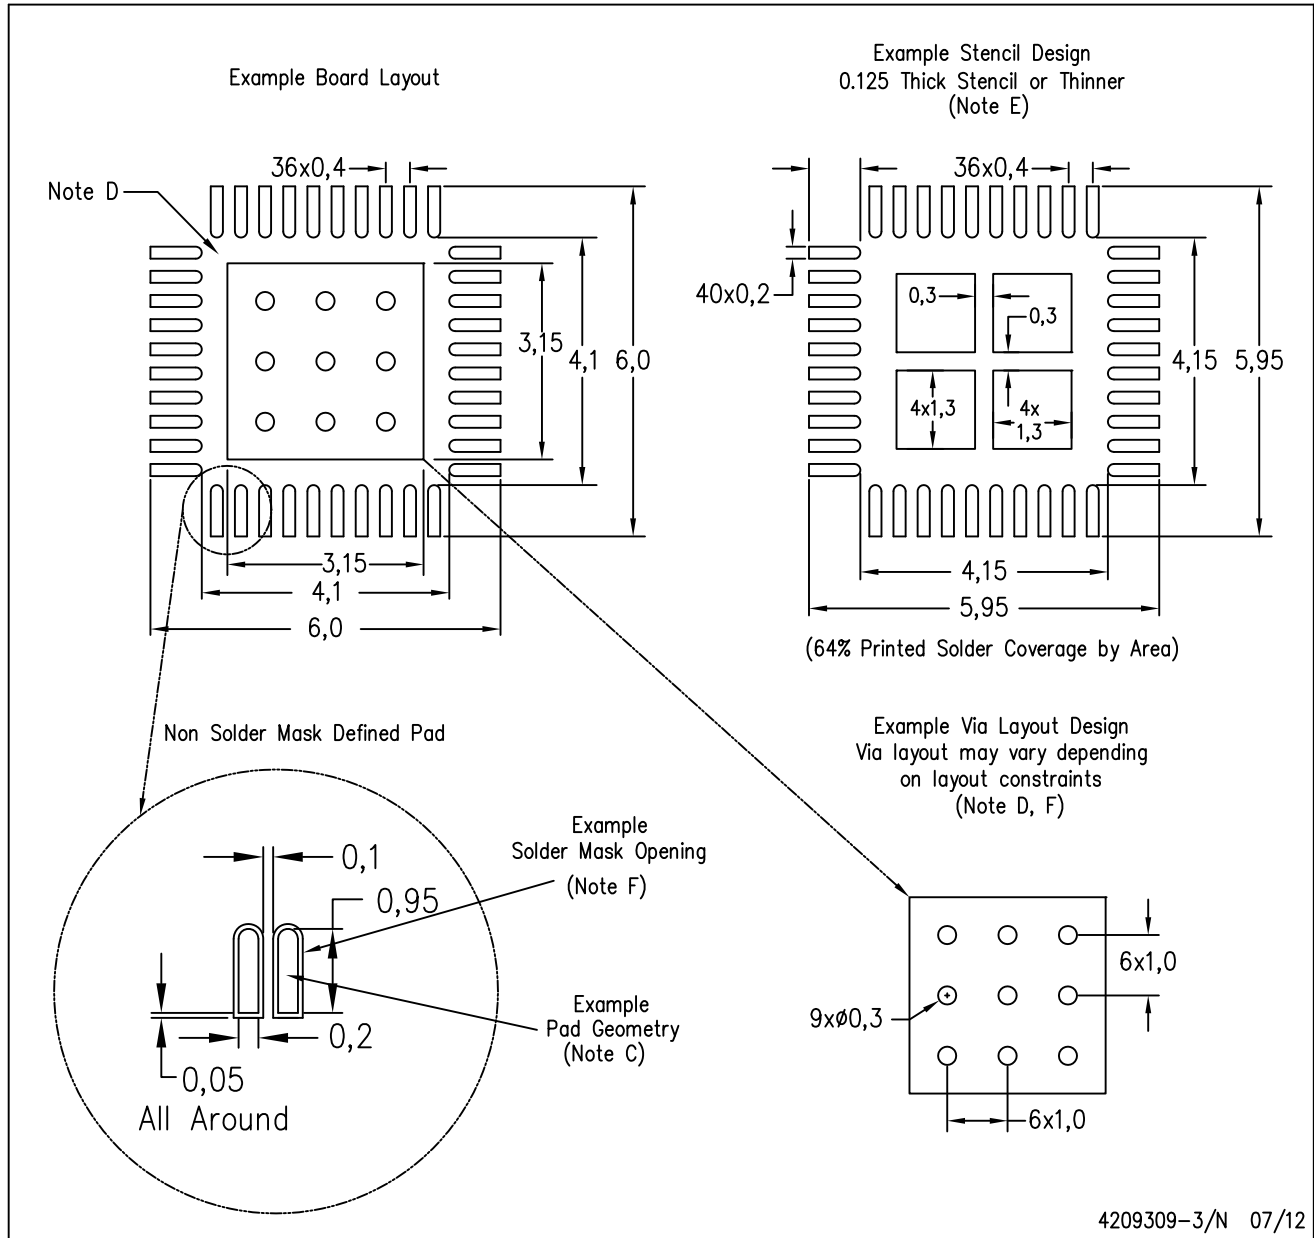 Example Board Layout
36x0,4
Note D
3,15
4,1
6,0
3,15
4,1
6,0
Example Stencil Design
0.125 Thick Stencil or Thinner
(Note E)
36x0,4
40x0,2
0,3
0,3
4x1,3
4x
1,3
4,15
5,95
4,15
5,95
(64% Printed Solder Coverage by Area)
Non Solder Mask Defined Pad
0,1
0,95
0,2
0,05
All Around
Example
Solder Mask Opening
(Note F)
Example
Pad Geometry
(Note C)
Example Via Layout Design
Via layout may vary depending
on layout constraints
(Note D, F)
6x1,0
9xø0,3
6x1,0
4209309-3/N 07/12